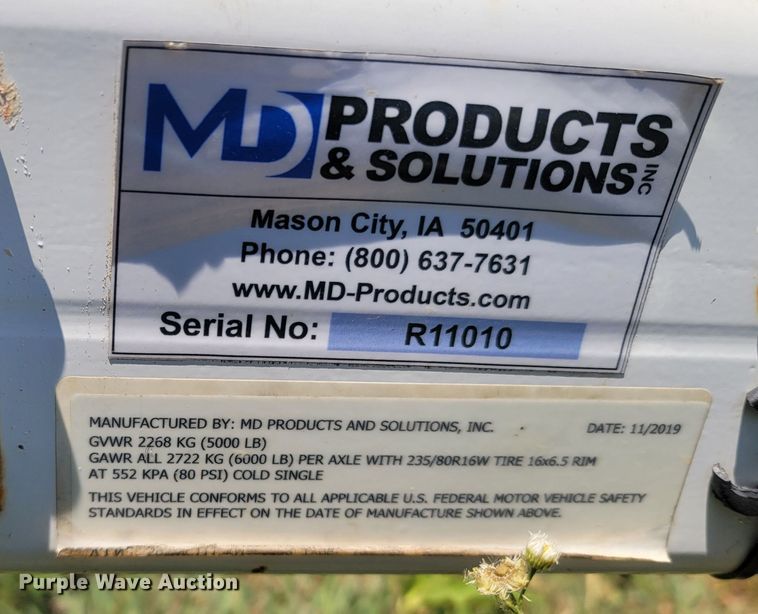 MD PRODUCTS
& SOLUTIONS INC
Mason City, IA 50401
Phone: (800) 637-7631
www.MD-Products.com
Serial No: R11010
MANUFACTURED BY: MD PRODUCTS AND SOLUTIONS, INC. DATE: 11/2019
GVWR 2268 KG (5000 LB)
GAWR ALL 2722 KG (6000 LB) PER AXLE WITH 235/80R16W TIRE 16x6.5 RIM
AT 552 KPA (80 PSI) COLD SINGLE
THIS VEHICLE CONFORMS TO ALL APPLICABLE U.S. FEDERAL MOTOR VEHICLE SAFETY
STANDARDS IN EFFECT ON THE DATE OF MANUFACTURE SHOWN ABOVE.
Purple Wave Auction